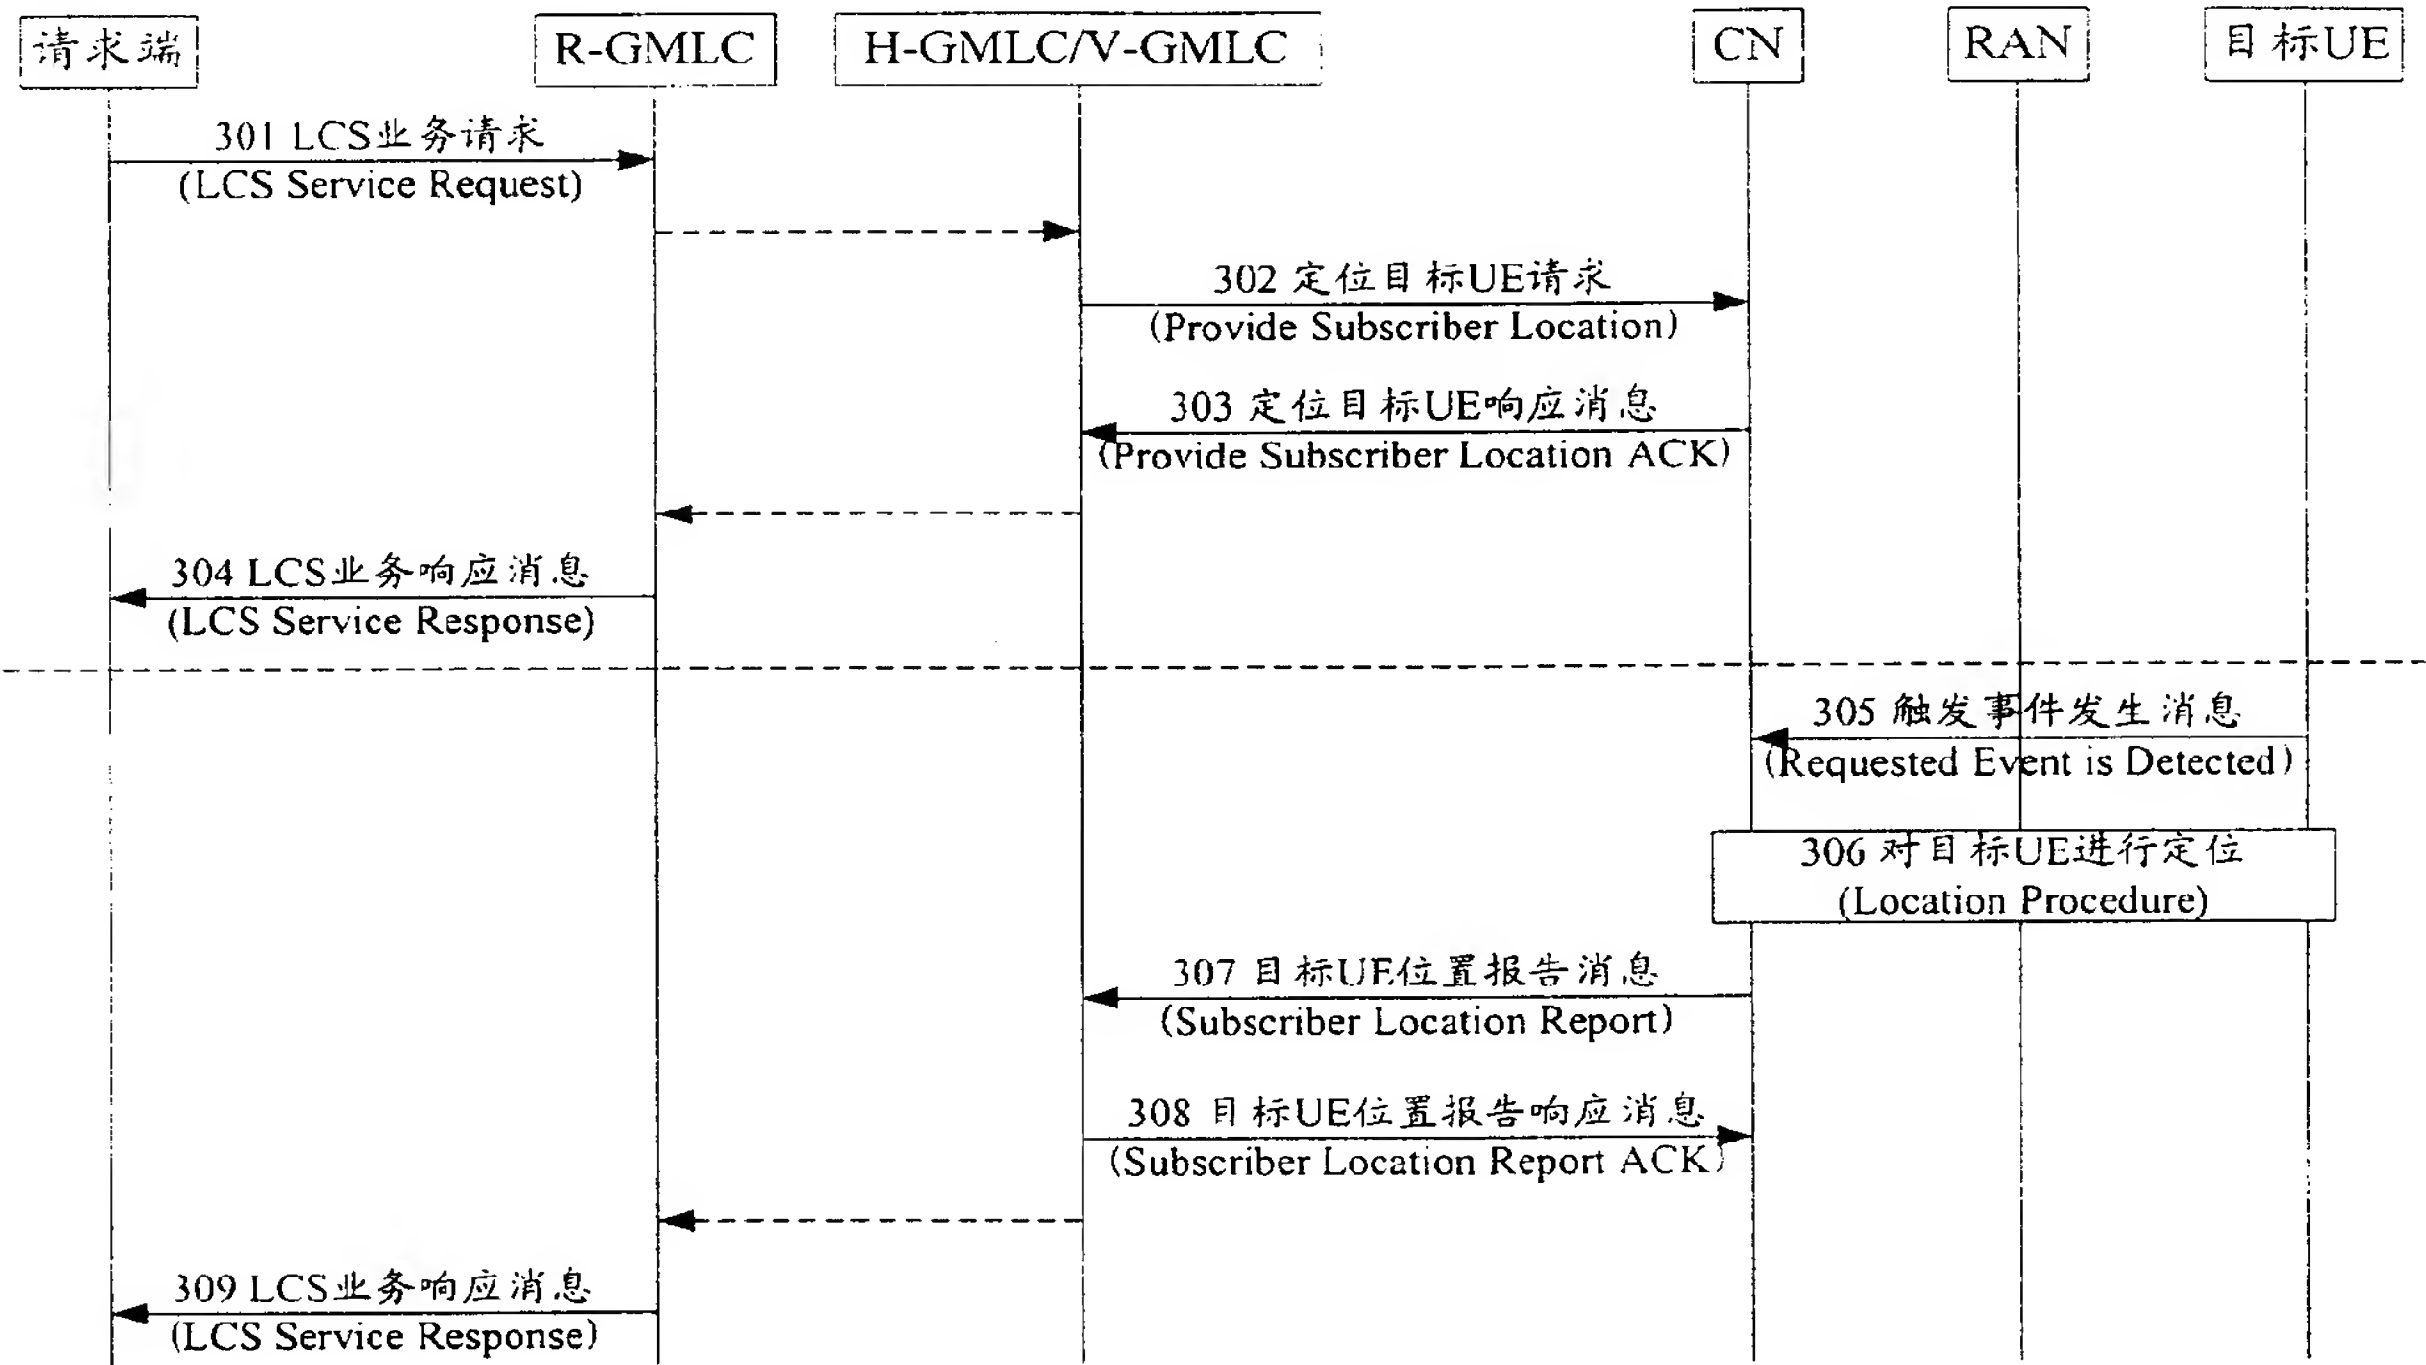 请求端
R-GMLC
H-GMLC/V-GMLC
CN
RAN
目标UE
301 LCS业务请求
(LCS Service Request)
302 定位目标UE请求
(Provide Subscriber Location)
303 定位目标UE响应消息
(Provide Subscriber Location ACK)
304 LCS业务响应消息
(LCS Service Response)
305 触发事件发生消息
(Requested Event is Detected)
306 对目标UE进行定位
(Location Procedure)
307 目标UE位置报告消息
(Subscriber Location Report)
308 目标UE位置报告响应消息
(Subscriber Location Report ACK)
309 LCS业务响应消息
(LCS Service Response)